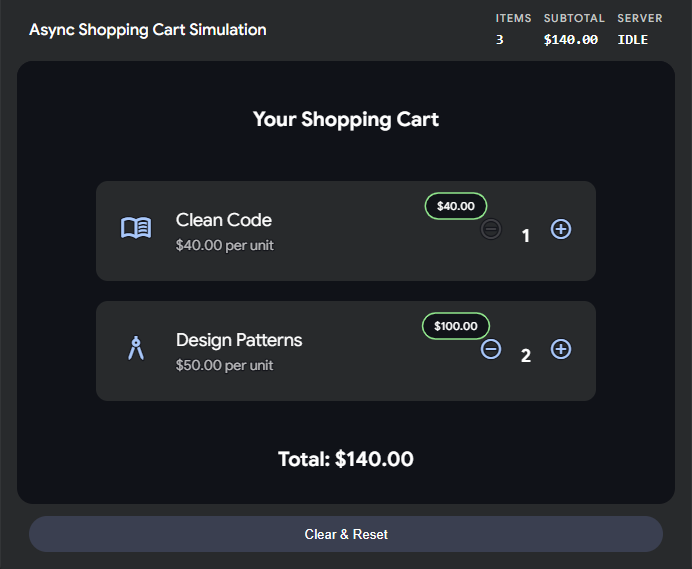 Async Shopping Cart Simulation
ITEMS SUBTOTAL SERVER
3 $140.00 IDLE
Your Shopping Cart
$40.00
Clean Code
$40.00 per unit
1
$100.00
Design Patterns
$50.00 per unit
2
Total: $140.00
Clear & Reset